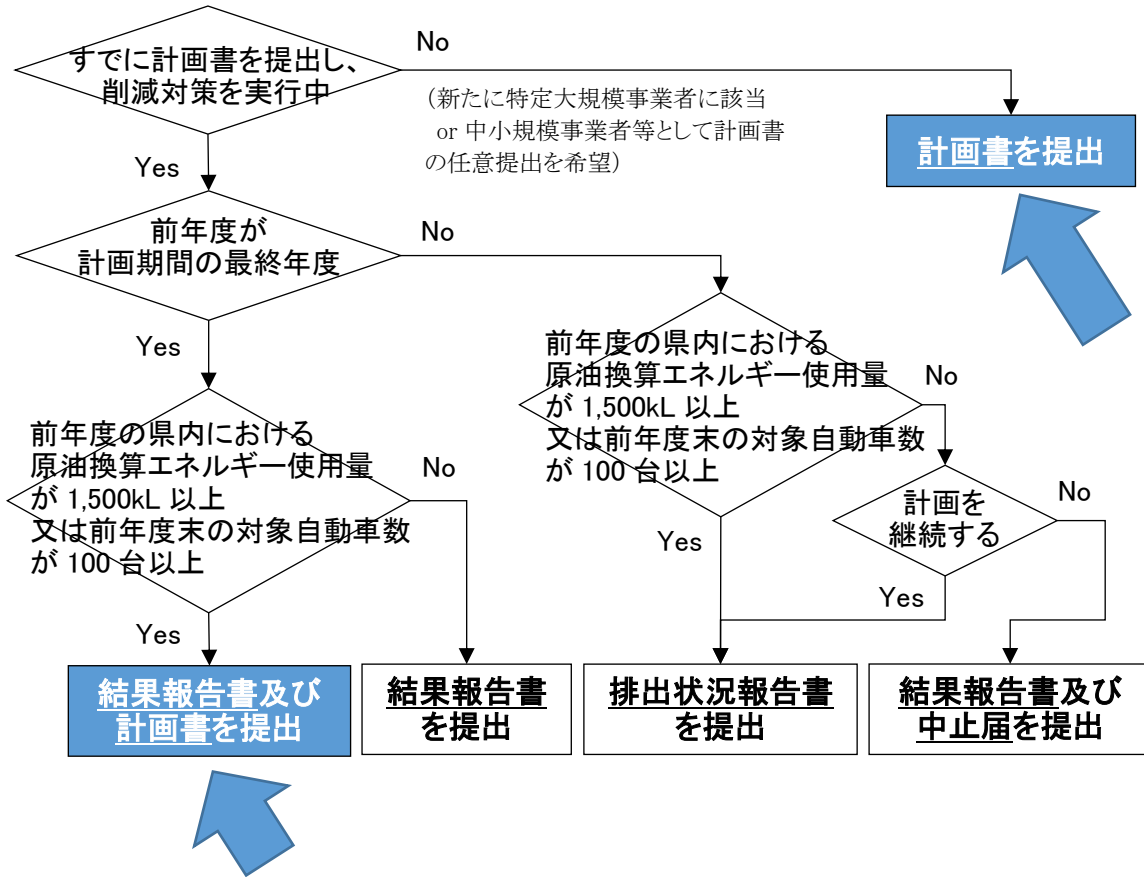 すでに計画書を提出し、
削減対策を実行中
No
（新たに特定大規模事業者に該当
or 中小規模事業者等として計画書
の任意提出を希望）
計画書を提出
Yes
前年度が
計画期間の最終年度
No
Yes
前年度の県内における
原油換算エネルギー使用量
が 1,500kL 以上
又は前年度末の対象自動車数
が 100 台以上
No
前年度の県内における
原油換算エネルギー使用量
が 1,500kL 以上
又は前年度末の対象自動車数
が 100 台以上
No
計画を
継続する
No
Yes
Yes
Yes
結果報告書及び
計画書を提出
結果報告書
を提出
排出状況報告書
を提出
結果報告書及び
中止届を提出